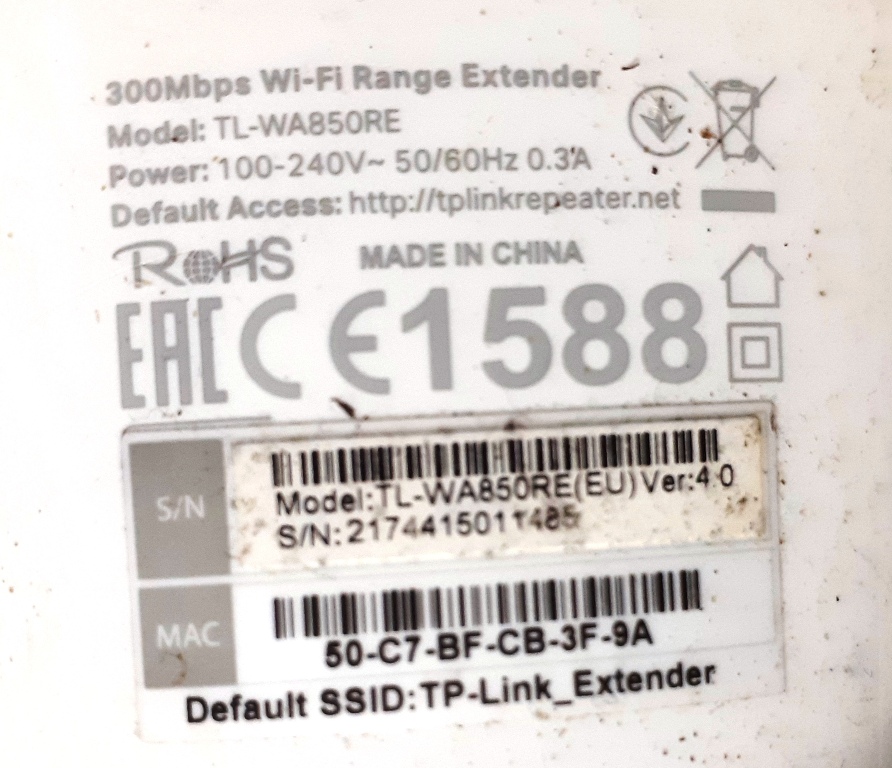 300Mbps Wi-Fi Range Extender
Model: TL-WA850RE
Power: 100-240V~ 50/60Hz 0.3A
Default Access: http://tplinkrepeater.net
RoHS MADE IN CHINA
EAC CE1588
S/N
Model:TL-WA850RE(EU) Ver:4.0
S/N:2174415011485
MAC
50-C7-BF-CB-3F-9A
Default SSID:TP-Link_Extender